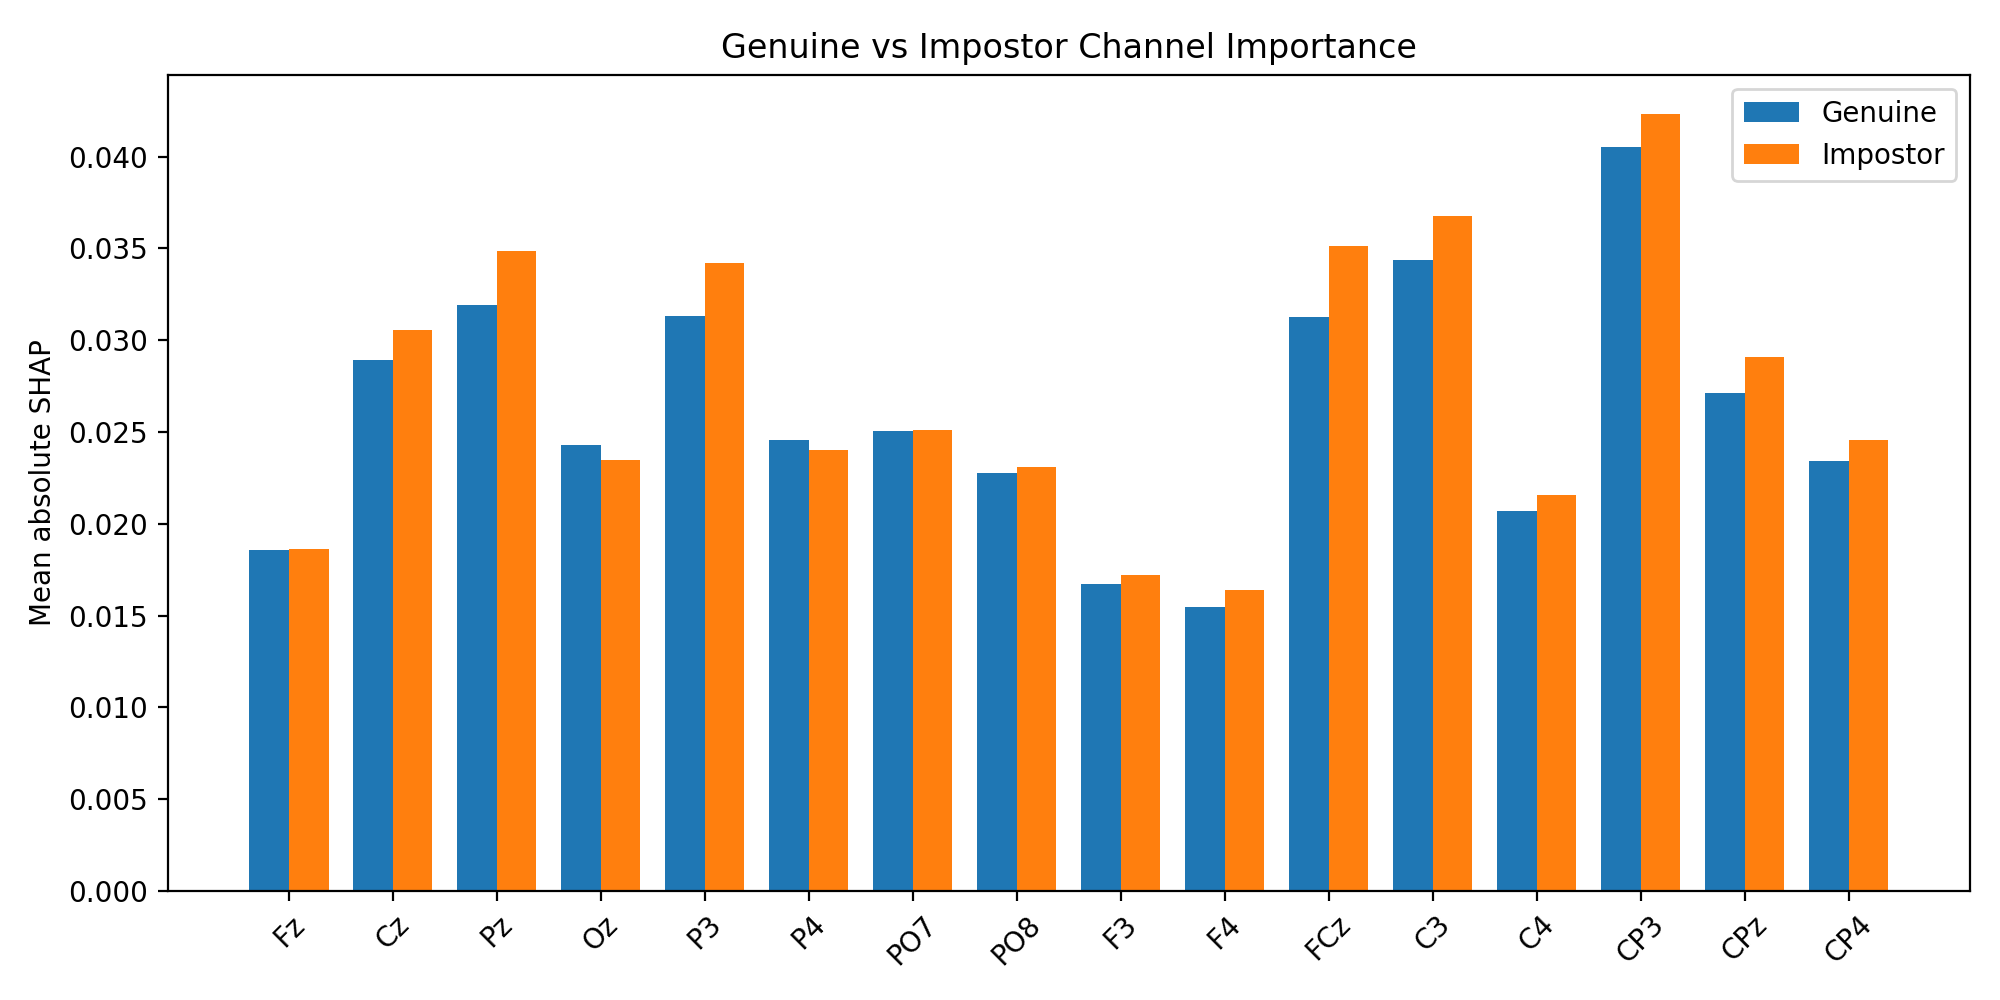 Genuine vs Impostor Channel Importance
Genuine
Impostor
Mean absolute SHAP
0.040
0.035
0.030
0.025
0.020
0.015
0.010
0.005
0.000
Fz
Cz
Pz
Oz
P3
P4
PO7
PO8
F3
F4
FCz
C3
C4
CP3
CPz
CP4